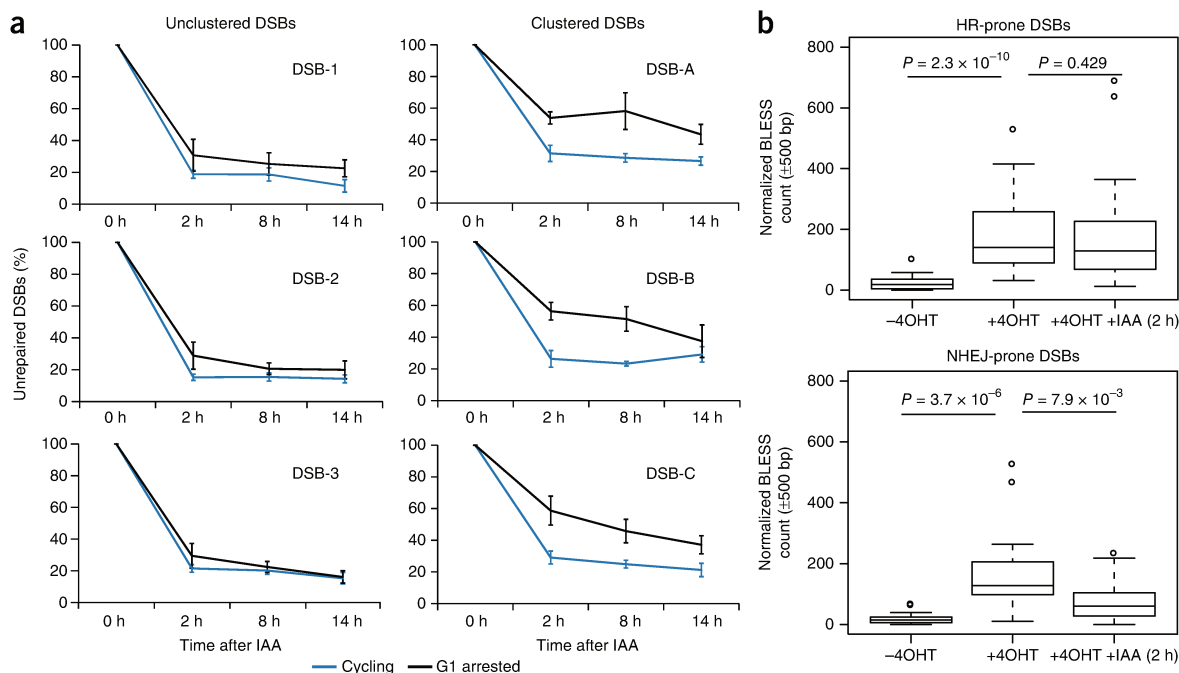 a
Unclustered DSBs
Clustered DSBs
b
Unrepaired DSBs (%)
DSB-1
100
80
60
40
20
0
0 h 2 h 8 h 14 h
DSB-A
100
80
60
40
20
0
0 h 2 h 8 h 14 h
DSB-2
100
80
60
40
20
0
0 h 2 h 8 h 14 h
DSB-B
100
80
60
40
20
0
0 h 2 h 8 h 14 h
DSB-3
100
80
60
40
20
0
0 h 2 h 8 h 14 h
DSB-C
100
80
60
40
20
0
0 h 2 h 8 h 14 h
Time after IAA
Time after IAA
Cycling G1 arrested
HR-prone DSBs
P = 2.3 × 10⁻¹⁰ P = 0.429
Normalized BLESS
count (±500 bp)
800
600
400
200
0
–4OHT +4OHT +4OHT +IAA (2 h)
NHEJ-prone DSBs
P = 3.7 × 10⁻⁶ P = 7.9 × 10⁻³
Normalized BLESS
count (±500 bp)
800
600
400
200
0
–4OHT +4OHT +4OHT +IAA (2 h)